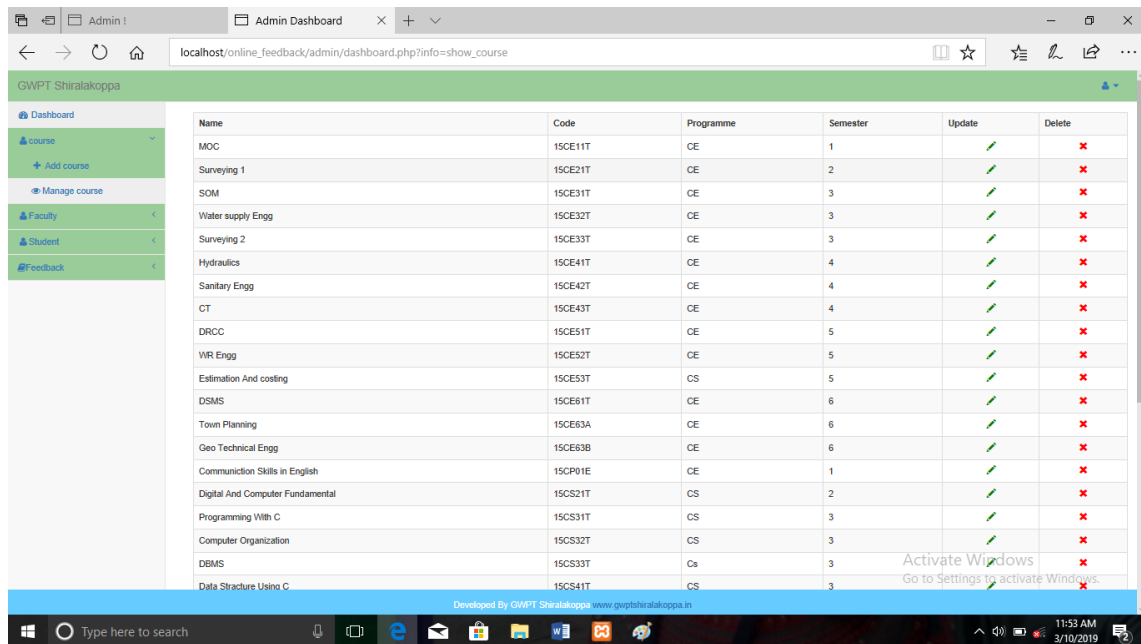 Admin !
Admin Dashboard
localhost/online_feedback/admin/dashboard.php?info=show_course
GWPT Shiralakoppa
Dashboard
course
Add course
Manage course
Faculty
Student
Feedback
Name Code Programme Semester Update Delete
MOC 15CE11T CE 1
Surveying 1 15CE21T CE 2
SOM 15CE31T CE 3
Water supply Engg 15CE32T CE 3
Surveying 2 15CE33T CE 3
Hydraulics 15CE41T CE 4
Sanitary Engg 15CE42T CE 4
CT 15CE43T CE 4
DRCC 15CE51T CE 5
WR Engg 15CE52T CE 5
Estimation And costing 15CE53T CS 5
DSMS 15CE61T CE 6
Town Planning 15CE63A CE 6
Geo Technical Engg 15CE63B CE 6
Communiction Skills in English 15CP01E CE 1
Digital And Computer Fundamental 15CS21T CS 2
Programming With C 15CS31T CS 3
Computer Organization 15CS32T CS 3
DBMS 15CS33T Cs 3
Data Stracture Using C 15CS41T CS 3
Activate Windows
Go to Settings to activate Windows.
Developed By GWPT Shiralakoppa www.gwptshiralakoppa.in
Type here to search
11:53 AM
3/10/2019